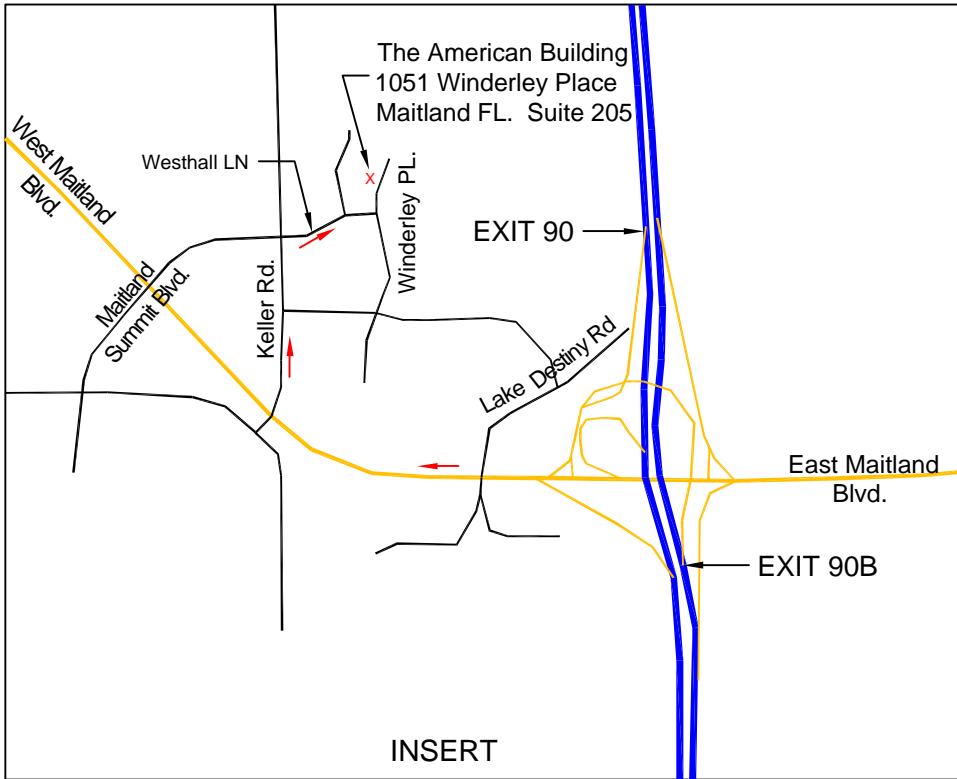 The American Building
1051 Winderley Place
Maitland FL. Suite 205
West Maitland
Blvd.
Westhall LN
Winderley PL.
EXIT 90
Maitland
Summit Blvd.
Keller Rd.
Lake Destiny Rd
East Maitland
Blvd.
EXIT 90B
X
INSERT